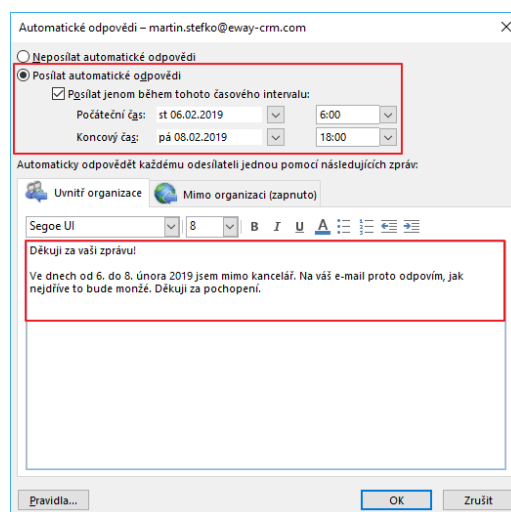 Automatické odpovědi – martin.stefko@eway-crm.com
Neposílat automatické odpovědi
Posílat automatické odpovědi
Posílat jenom během tohoto časového intervalu:
Počáteční čas: st 06.02.2019 6:00
Koncový čas: pá 08.02.2019 18:00
Automaticky odpovědět každému odesílateli jednou pomocí následujících zpráv:
Uvnitř organizace Mimo organizaci (zapnuto)
Segoe UI 8 B I U A
Děkuji za vaši zprávu!
Ve dnech od 6. do 8. února 2019 jsem mimo kancelář. Na váš e-mail proto odpovím, jak
nejdříve to bude monžé. Děkuji za pochopení.
Pravidla... OK Zrušit